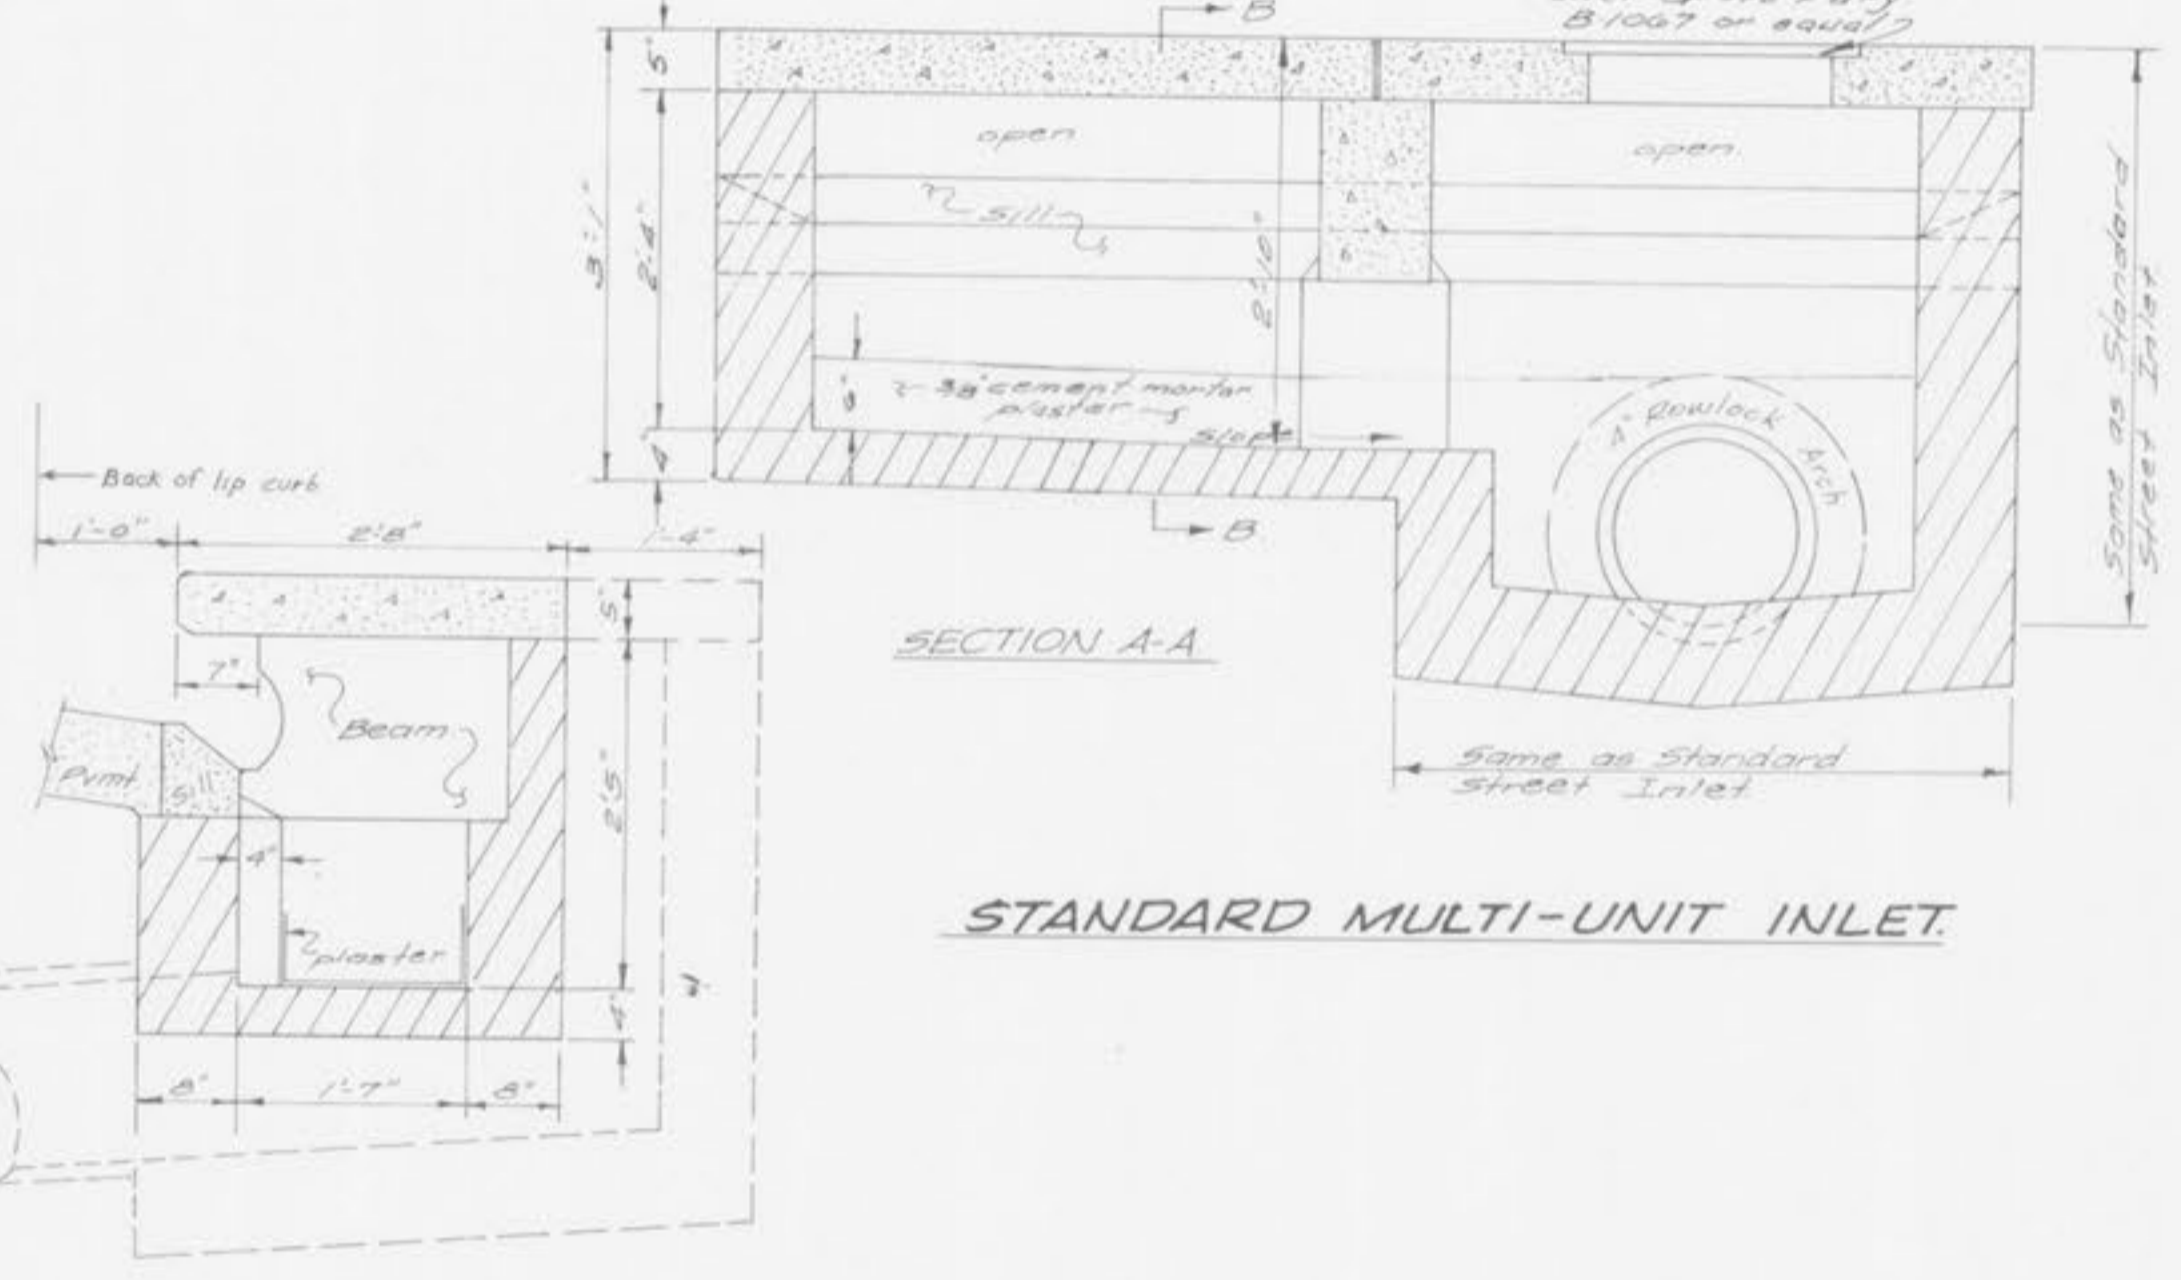 B
B1067 or equal
5"
open
open
3'-1"
2'-4"
Sill
2'-10"
6"
3/8" cement mortar
plaster
slope
4"
4" Rowlock Arch
Same as Standard
Street Inlet
B
Back of lip curb
1'-0"
2'-8"
1'-4"
5"
SECTION A-A
7"
Beam
Pvmt.
Sill
Same as Standard
Street Inlet
2'-5"
4"
STANDARD MULTI-UNIT INLET.
plaster
4"
8"
1'-7"
8"